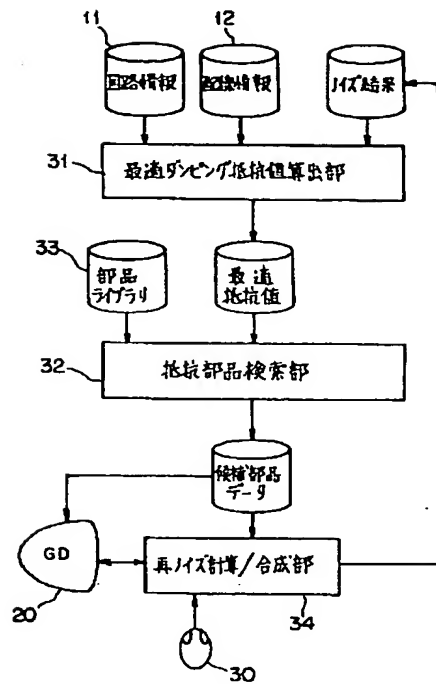 11
12
回路情報
配線情報
ノイズ結果
31
最適ダンピング抵抗値算出部
33
部品
ライブラリ
最適
抵抗値
32
抵抗部品検索部
候補部品
データ
GD
再ノイズ計算/合成部
20
34
30